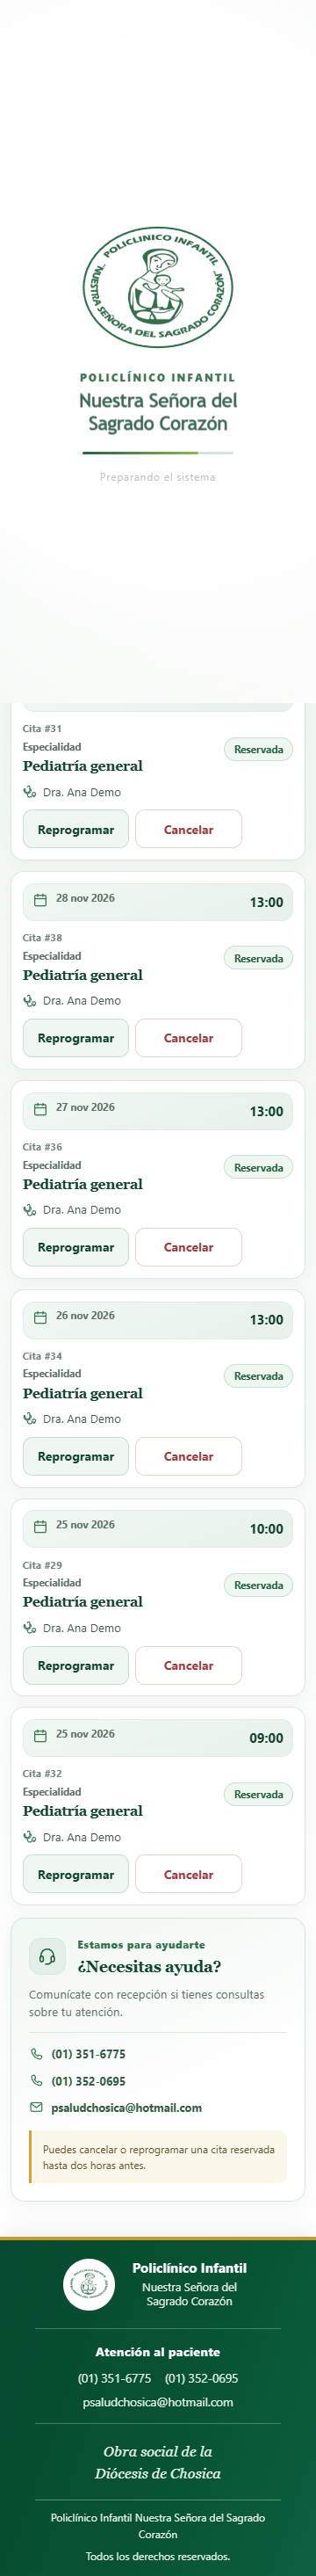 POLICLINICO INFANTIL
"NUESTRA SEÑORA DEL SAGRADO CORAZÓN"
POLICLÍNICO INFANTIL
Nuestra Señora del
Sagrado Corazón
Preparando el sistema
Cita #31
Especialidad
Reservada
Pediatría general
Dra. Ana Demo
Reprogramar Cancelar
28 nov 2026 13:00
Cita #38
Especialidad
Reservada
Pediatría general
Dra. Ana Demo
Reprogramar Cancelar
27 nov 2026 13:00
Cita #36
Especialidad
Reservada
Pediatría general
Dra. Ana Demo
Reprogramar Cancelar
26 nov 2026 13:00
Cita #34
Especialidad
Reservada
Pediatría general
Dra. Ana Demo
Reprogramar Cancelar
25 nov 2026 10:00
Cita #29
Especialidad
Reservada
Pediatría general
Dra. Ana Demo
Reprogramar Cancelar
25 nov 2026 09:00
Cita #32
Especialidad
Reservada
Pediatría general
Dra. Ana Demo
Reprogramar Cancelar
Estamos para ayudarte
¿Necesitas ayuda?
Comunícate con recepción si tienes consultas
sobre tu atención.
(01) 351-6775
(01) 352-0695
psaludchosica@hotmail.com
Puedes cancelar o reprogramar una cita reservada
hasta dos horas antes.
Policlínico Infantil
Nuestra Señora del
Sagrado Corazón
Atención al paciente
(01) 351-6775 (01) 352-0695
psaludchosica@hotmail.com
Obra social de la
Diócesis de Chosica
Policlínico Infantil Nuestra Señora del Sagrado
Corazón
Todos los derechos reservados.